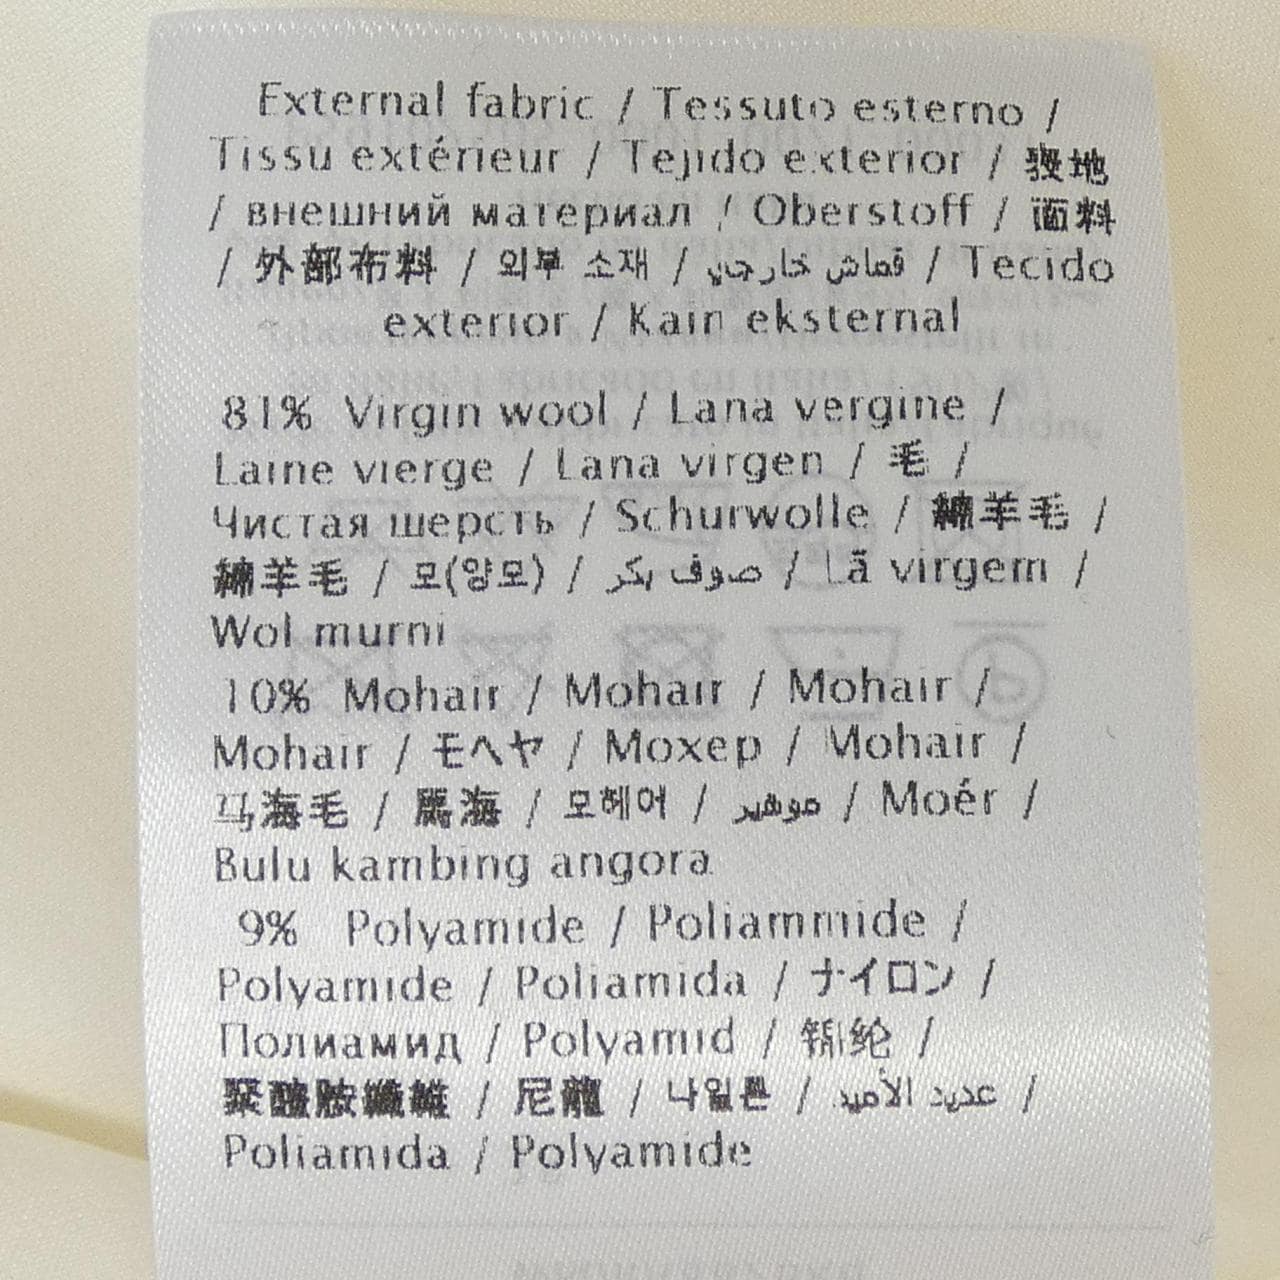 External fabric / Tessuto esterno /
Tissu extérieur / Tejido exterior / 表地
/ внешний материал / Oberstoff / 面料
/ 外部布料 / 외부 소재 / قماش خارجي / Tecido
exterior / Kain eksternal
81% Virgin wool / Lana vergine /
Laine vierge / Lana virgen / 毛 /
Чистая шерсть / Schurwolle / 綿羊毛 /
綿羊毛 / 모(양모) / صوف بكر / Lã virgem /
Wol murni
10% Mohair / Mohair / Mohair /
Mohair / モヘヤ / Мохер / Mohair /
马海毛 / 馬海 / 모헤어 / موهير / Moér /
Bulu kambing angora
9% Polyamide / Poliammide /
Polyamide / Poliamida / ナイロン /
Полиамид / Polyamid / 锦纶 /
聚醯胺纖維 / 尼龍 / 나일론 / عديد الأميد /
Poliamida / Polyamide